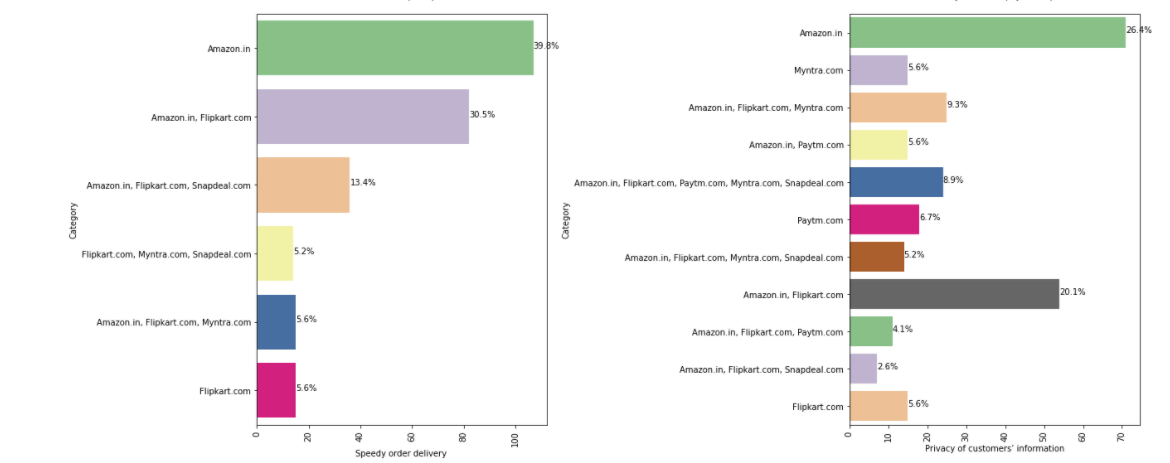 Amazon.in
39.8%
Amazon.in, Flipkart.com
30.5%
Amazon.in, Flipkart.com, Snapdeal.com
13.4%
Flipkart.com, Myntra.com, Snapdeal.com
5.2%
Amazon.in, Flipkart.com, Myntra.com
5.6%
Flipkart.com
5.6%
Category
0 20 40 60 80 100
Speedy order delivery
Amazon.in
26.4%
Myntra.com
5.6%
Amazon.in, Flipkart.com, Myntra.com
9.3%
Amazon.in, Paytm.com
5.6%
Amazon.in, Flipkart.com, Paytm.com, Myntra.com, Snapdeal.com
8.9%
Paytm.com
6.7%
Amazon.in, Flipkart.com, Myntra.com, Snapdeal.com
5.2%
Amazon.in, Flipkart.com
20.1%
Amazon.in, Flipkart.com, Paytm.com
4.1%
Amazon.in, Flipkart.com, Snapdeal.com
2.6%
Flipkart.com
5.6%
Category
0 10 20 30 40 50 60 70
Privacy of customers' information